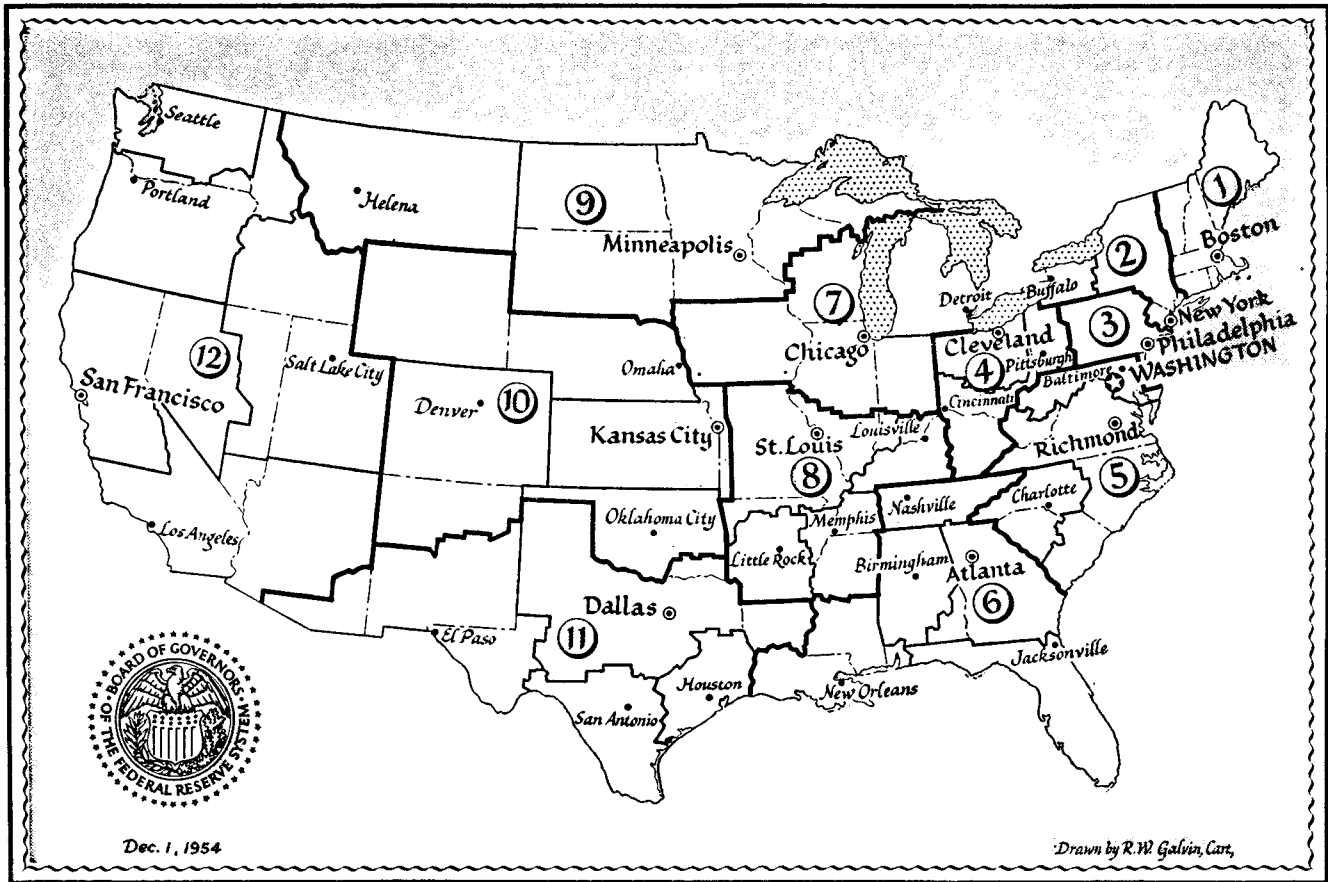 Seattle
Portland
Helena
9
Minneapolis
1
Boston
2
Buffalo
Detroit
7
Chicago
New York
3
Philadelphia
WASHINGTON
Cleveland
Pittsburgh
4
Baltimore
Cincinnati
12
Salt Lake City
San Francisco
Omaha
Denver
10
Kansas City
St. Louis
8
Louisville
Richmond
5
Los Angeles
Oklahoma City
Little Rock
Memphis
Nashville
Charlotte
Birmingham
Atlanta
6
Dallas
11
El Paso
Houston
San Antonio
New Orleans
Jacksonville
BOARD OF GOVERNORS
OF THE FEDERAL RESERVE SYSTEM
Dec. 1, 1954
Drawn by R.W. Galvin, Cart,